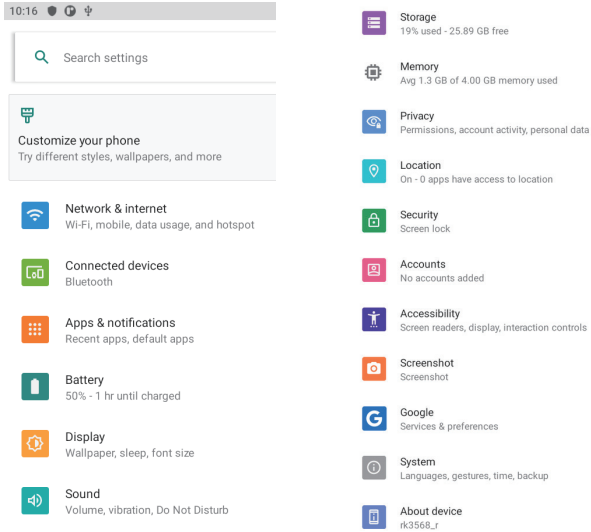 10:16
Search settings
Customize your phone
Try different styles, wallpapers, and more
Network & internet
Wi-Fi, mobile, data usage, and hotspot
Connected devices
Bluetooth
Apps & notifications
Recent apps, default apps
Battery
50% - 1 hr until charged
Display
Wallpaper, sleep, font size
Sound
Volume, vibration, Do Not Disturb
Storage
19% used - 25.89 GB free
Memory
Avg 1.3 GB of 4.00 GB memory used
Privacy
Permissions, account activity, personal data
Location
On - 0 apps have access to location
Security
Screen lock
Accounts
No accounts added
Accessibility
Screen readers, display, interaction controls
Screenshot
Screenshot
Google
Services & preferences
System
Languages, gestures, time, backup
About device
rk3568_r